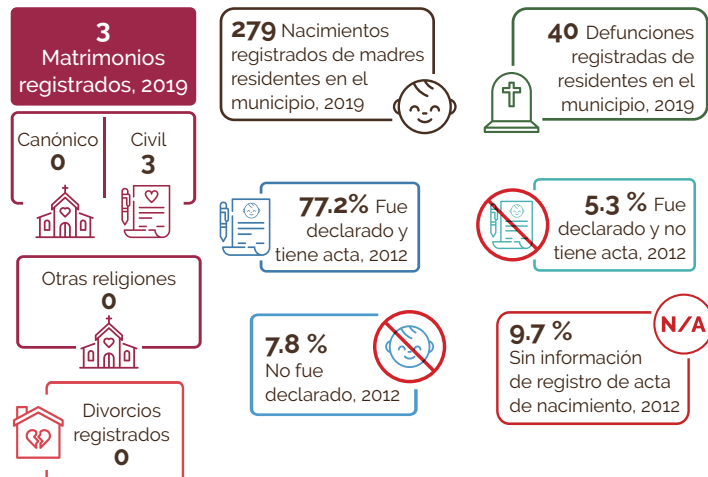 3
Matrimonios
registrados, 2019
Canónico
0
Civil
3
Otras religiones
0
Divorcios
registrados
0
279 Nacimientos
registrados de madres
residentes en el
municipio, 2019
40 Defunciones
registradas de
residentes en el
municipio, 2019
77.2% Fue
declarado y
tiene acta, 2012
5.3 % Fue
declarado y no
tiene acta, 2012
7.8 %
No fue
declarado, 2012
N/A
9.7 %
Sin información
de registro de acta
de nacimiento, 2012